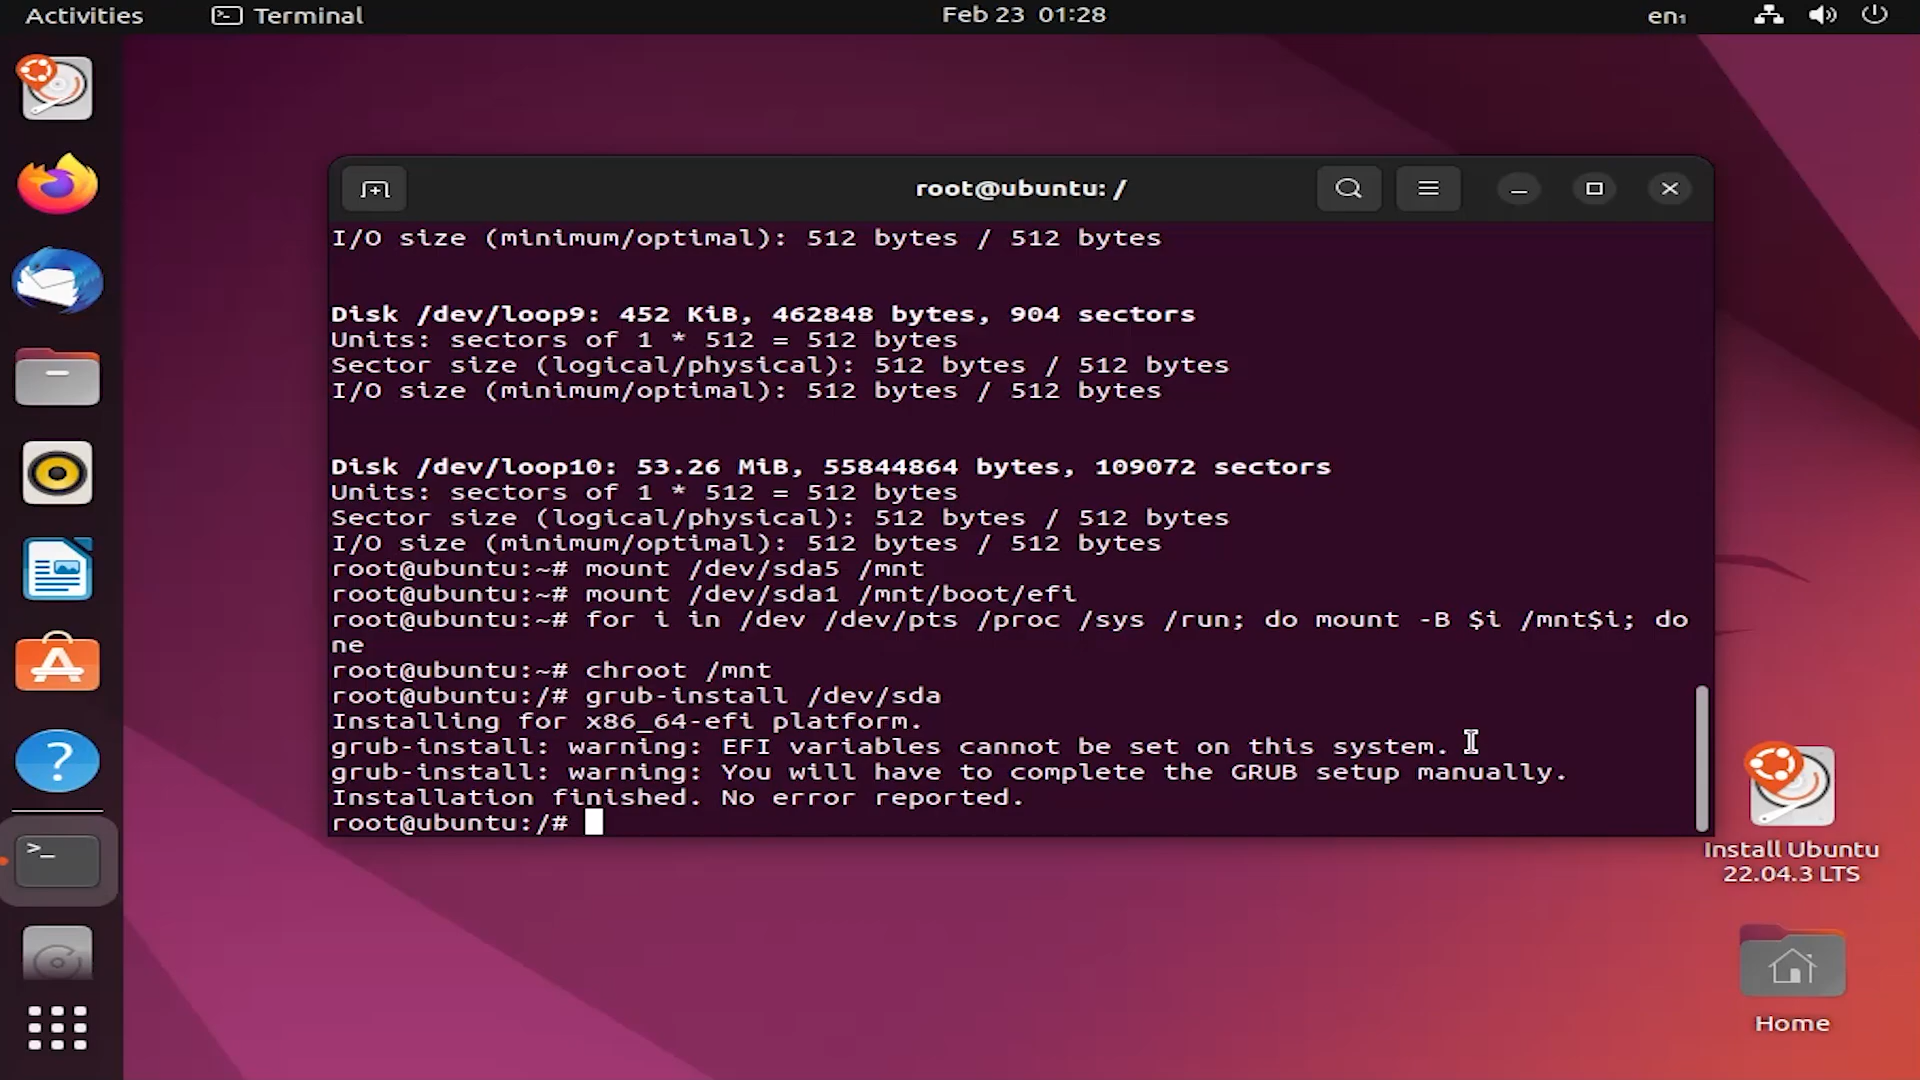 Activities
Terminal
Feb 23 01:28
en₁
root@ubuntu: /
I/O size (minimum/optimal): 512 bytes / 512 bytes
Disk /dev/loop9: 452 KiB, 462848 bytes, 904 sectors
Units: sectors of 1 * 512 = 512 bytes
Sector size (logical/physical): 512 bytes / 512 bytes
I/O size (minimum/optimal): 512 bytes / 512 bytes
Disk /dev/loop10: 53.26 MiB, 55844864 bytes, 109072 sectors
Units: sectors of 1 * 512 = 512 bytes
Sector size (logical/physical): 512 bytes / 512 bytes
I/O size (minimum/optimal): 512 bytes / 512 bytes
root@ubuntu:~# mount /dev/sda5 /mnt
root@ubuntu:~# mount /dev/sda1 /mnt/boot/efi
root@ubuntu:~# for i in /dev /dev/pts /proc /sys /run; do mount -B $i /mnt$i; do
ne
root@ubuntu:~# chroot /mnt
root@ubuntu:/# grub-install /dev/sda
Installing for x86_64-efi platform.
grub-install: warning: EFI variables cannot be set on this system.
grub-install: warning: You will have to complete the GRUB setup manually.
Installation finished. No error reported.
root@ubuntu:/#
Install Ubuntu
22.04.3 LTS
Home